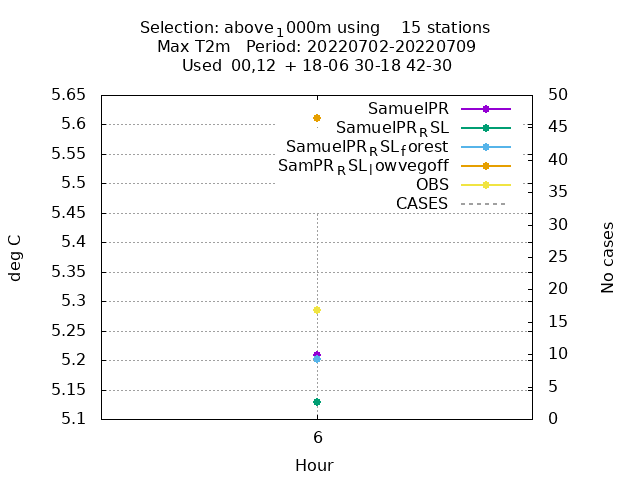 Selection: above₁000m using 15 stations
Max T2m Period: 20220702-20220709
Used 00,12 + 18-06 30-18 42-30
5.65
5.6
5.55
5.5
5.45
5.4
5.35
5.3
5.25
5.2
5.15
5.1
deg C
50
45
40
35
30
25
20
15
10
5
0
No cases
SamuelPR
SamuelPR_RSL
SamuelPR_RSL_forest
SamPR_RSL_lowvegoff
OBS
CASES
6
Hour